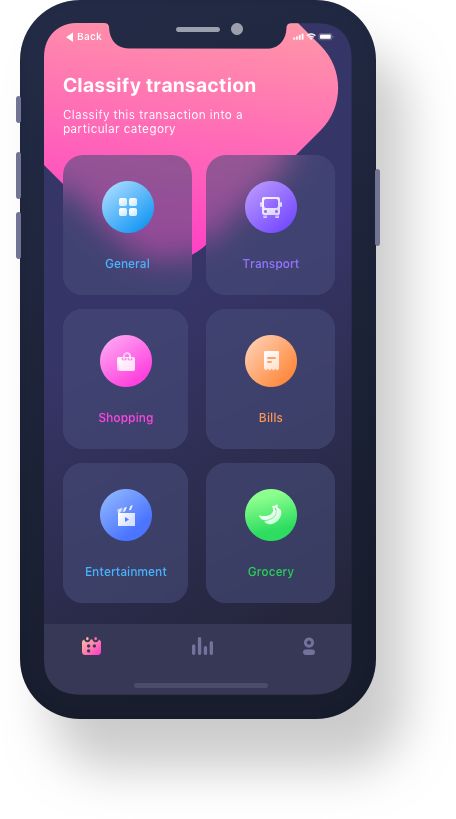 Back
Classify transaction
Classify this transaction into a
particular category
General
Transport
Shopping
Bills
Entertainment
Grocery